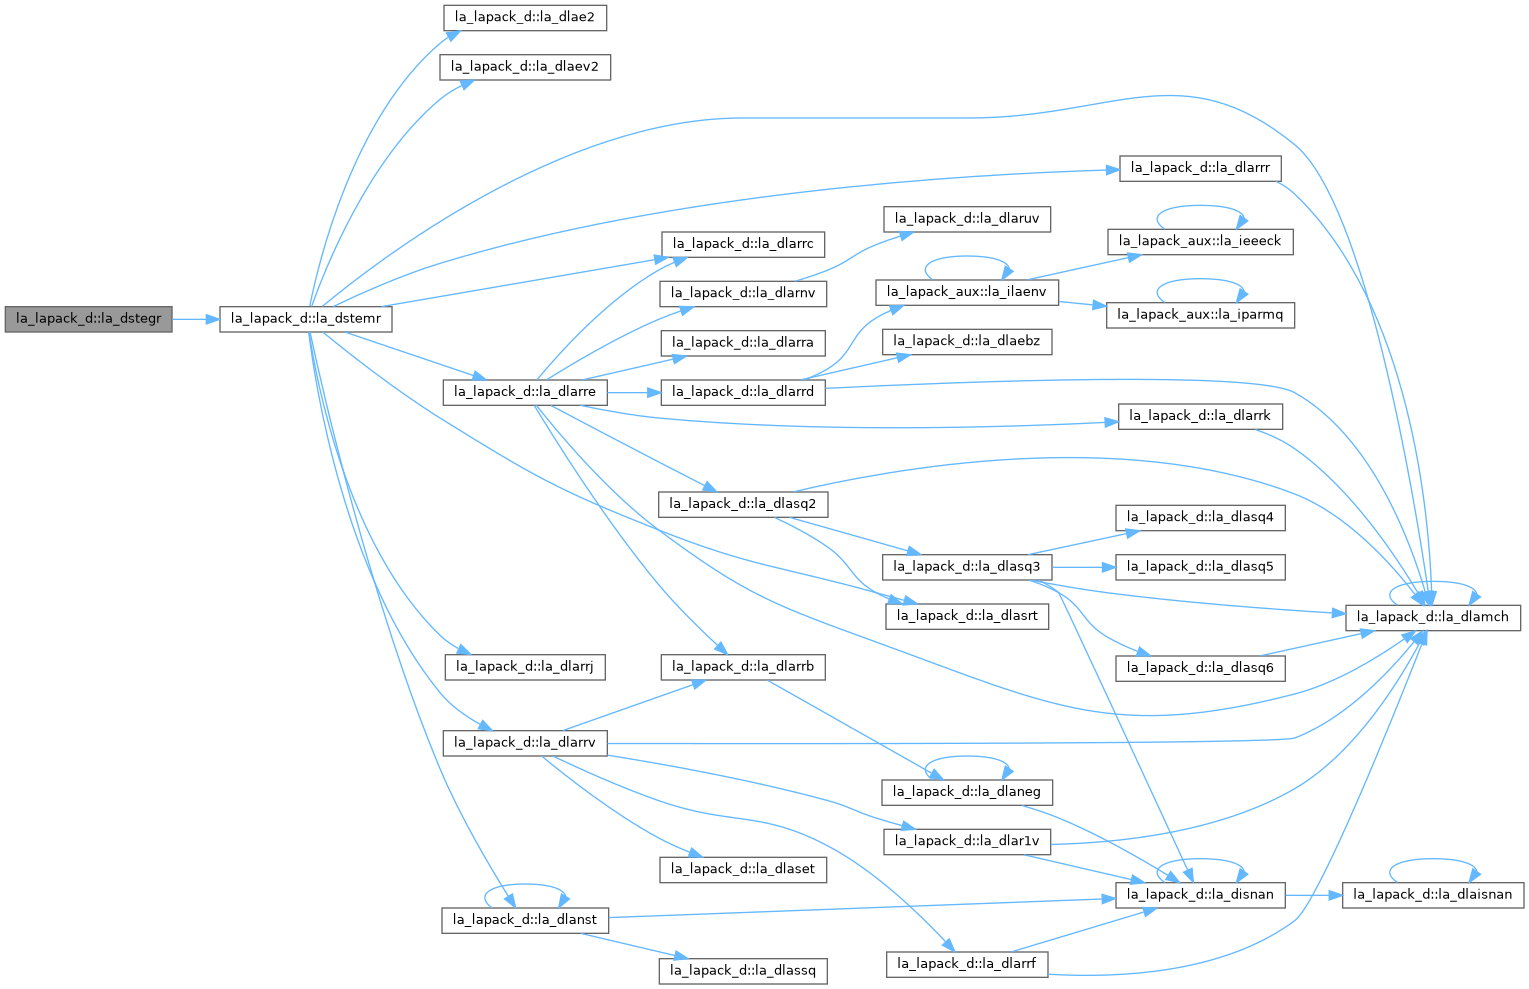 la_lapack_d::la_dlae2
la_lapack_d::la_dlaev2
la_lapack_d::la_dlarrr
la_lapack_d::la_dlaruv
la_lapack_aux::la_ieeeck
la_lapack_d::la_dlarrc
la_lapack_d::la_dlarnv
la_lapack_aux::la_ilaenv
la_lapack_aux::la_iparmq
la_lapack_d::la_dstegr
la_lapack_d::la_dstemr
la_lapack_d::la_dlarra
la_lapack_d::la_dlaebz
la_lapack_d::la_dlarre
la_lapack_d::la_dlarrd
la_lapack_d::la_dlarrk
la_lapack_d::la_dlasq2
la_lapack_d::la_dlasq4
la_lapack_d::la_dlasq3
la_lapack_d::la_dlasq5
la_lapack_d::la_dlasrt
la_lapack_d::la_dlamch
la_lapack_d::la_dlarrj
la_lapack_d::la_dlarrb
la_lapack_d::la_dlasq6
la_lapack_d::la_dlarrv
la_lapack_d::la_dlaneg
la_lapack_d::la_dlar1v
la_lapack_d::la_dlaset
la_lapack_d::la_disnan
la_lapack_d::la_dlaisnan
la_lapack_d::la_dlanst
la_lapack_d::la_dlarrf
la_lapack_d::la_dlassq